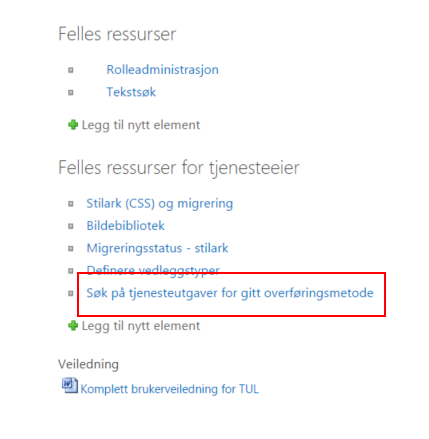 Felles ressurser
Rolleadministrasjon
Tekstsøk
Legg til nytt element
Felles ressurser for tjenesteeier
Stilark (CSS) og migrering
Bildebibliotek
Migreringsstatus - stilark
Definere vedleggstyper
Søk på tjenesteutgaver for gitt overføringsmetode
Legg til nytt element
Veiledning
Komplett brukerveiledning for TUL